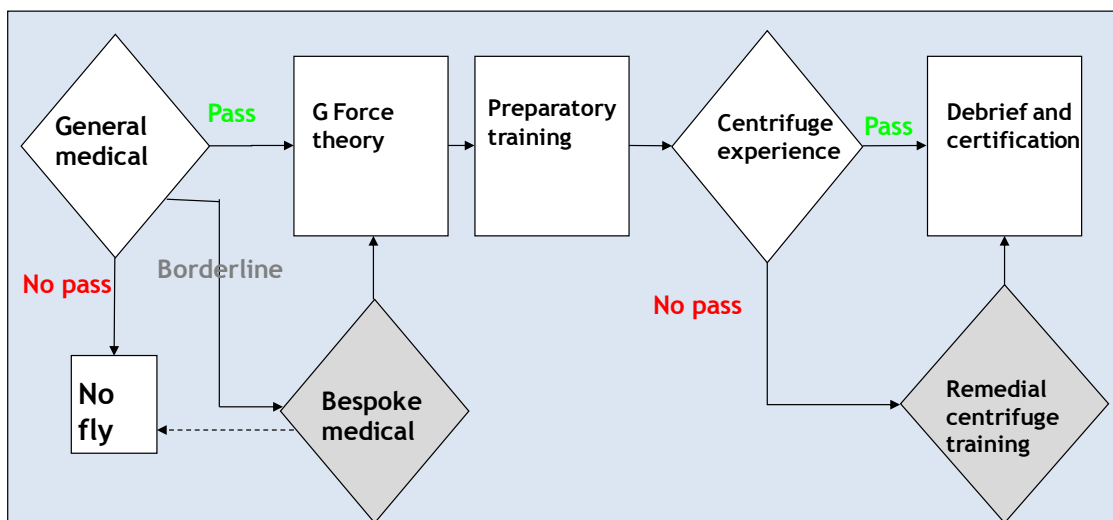 General
medical
Pass
G Force
theory
Preparatory
training
Centrifuge
experience
Pass
Debrief and
certification
No pass
Borderline
No pass
No
fly
Bespoke
medical
Remedial
centrifuge
training